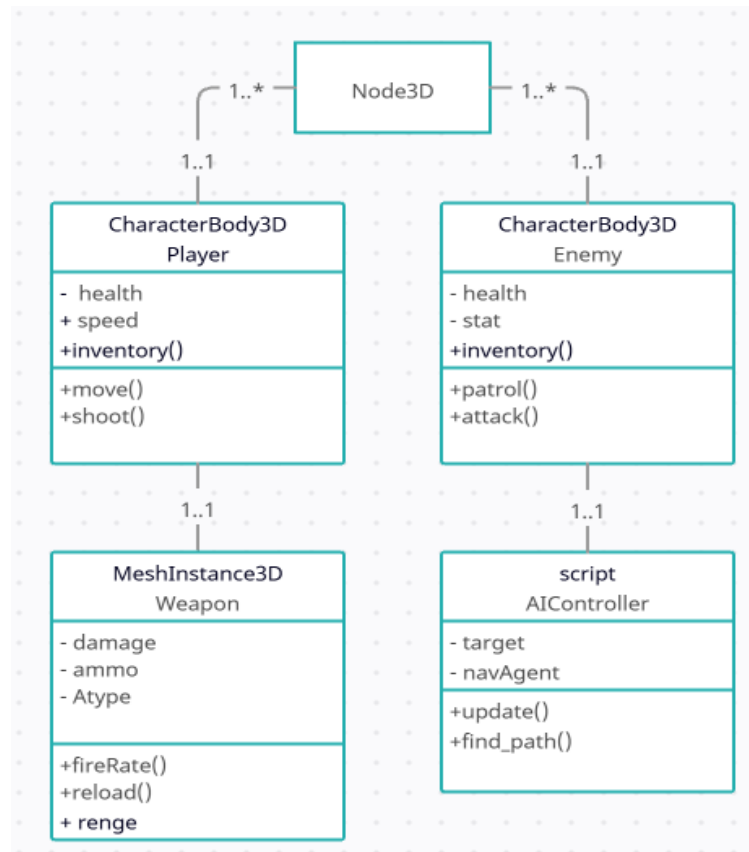 Node3D
1..*
1..*
1..1
1..1
CharacterBody3D
Player
-  health
+ speed
+inventory()
+move()
+shoot()
CharacterBody3D
Enemy
- health
- stat
+inventory()
+patrol()
+attack()
1..1
1..1
MeshInstance3D
Weapon
- damage
- ammo
- Atype
+fireRate()
+reload()
+ renge
script
AIController
- target
- navAgent
+update()
+find_path()